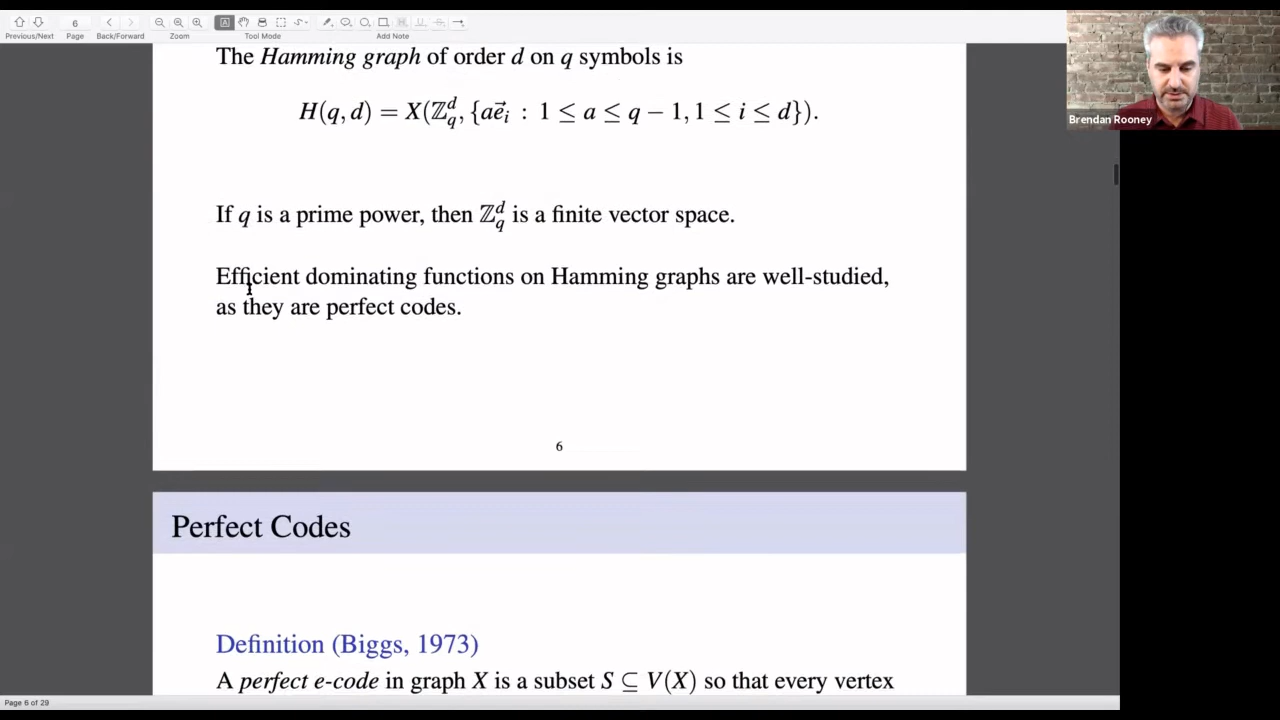 6
Previous/Next Page Back/Forward Zoom Tool Mode Add Note
Brendan Rooney
The Hamming graph of order d on q symbols is
H(q, d) = X(ℤ_q^d, {ae⃗_i : 1 ≤ a ≤ q − 1, 1 ≤ i ≤ d}).
If q is a prime power, then ℤ_q^d is a finite vector space.
Efficient dominating functions on Hamming graphs are well-studied,
as they are perfect codes.
6
Perfect Codes
Definition (Biggs, 1973)
A perfect e-code in graph X is a subset S ⊆ V(X) so that every vertex
Page 6 of 29